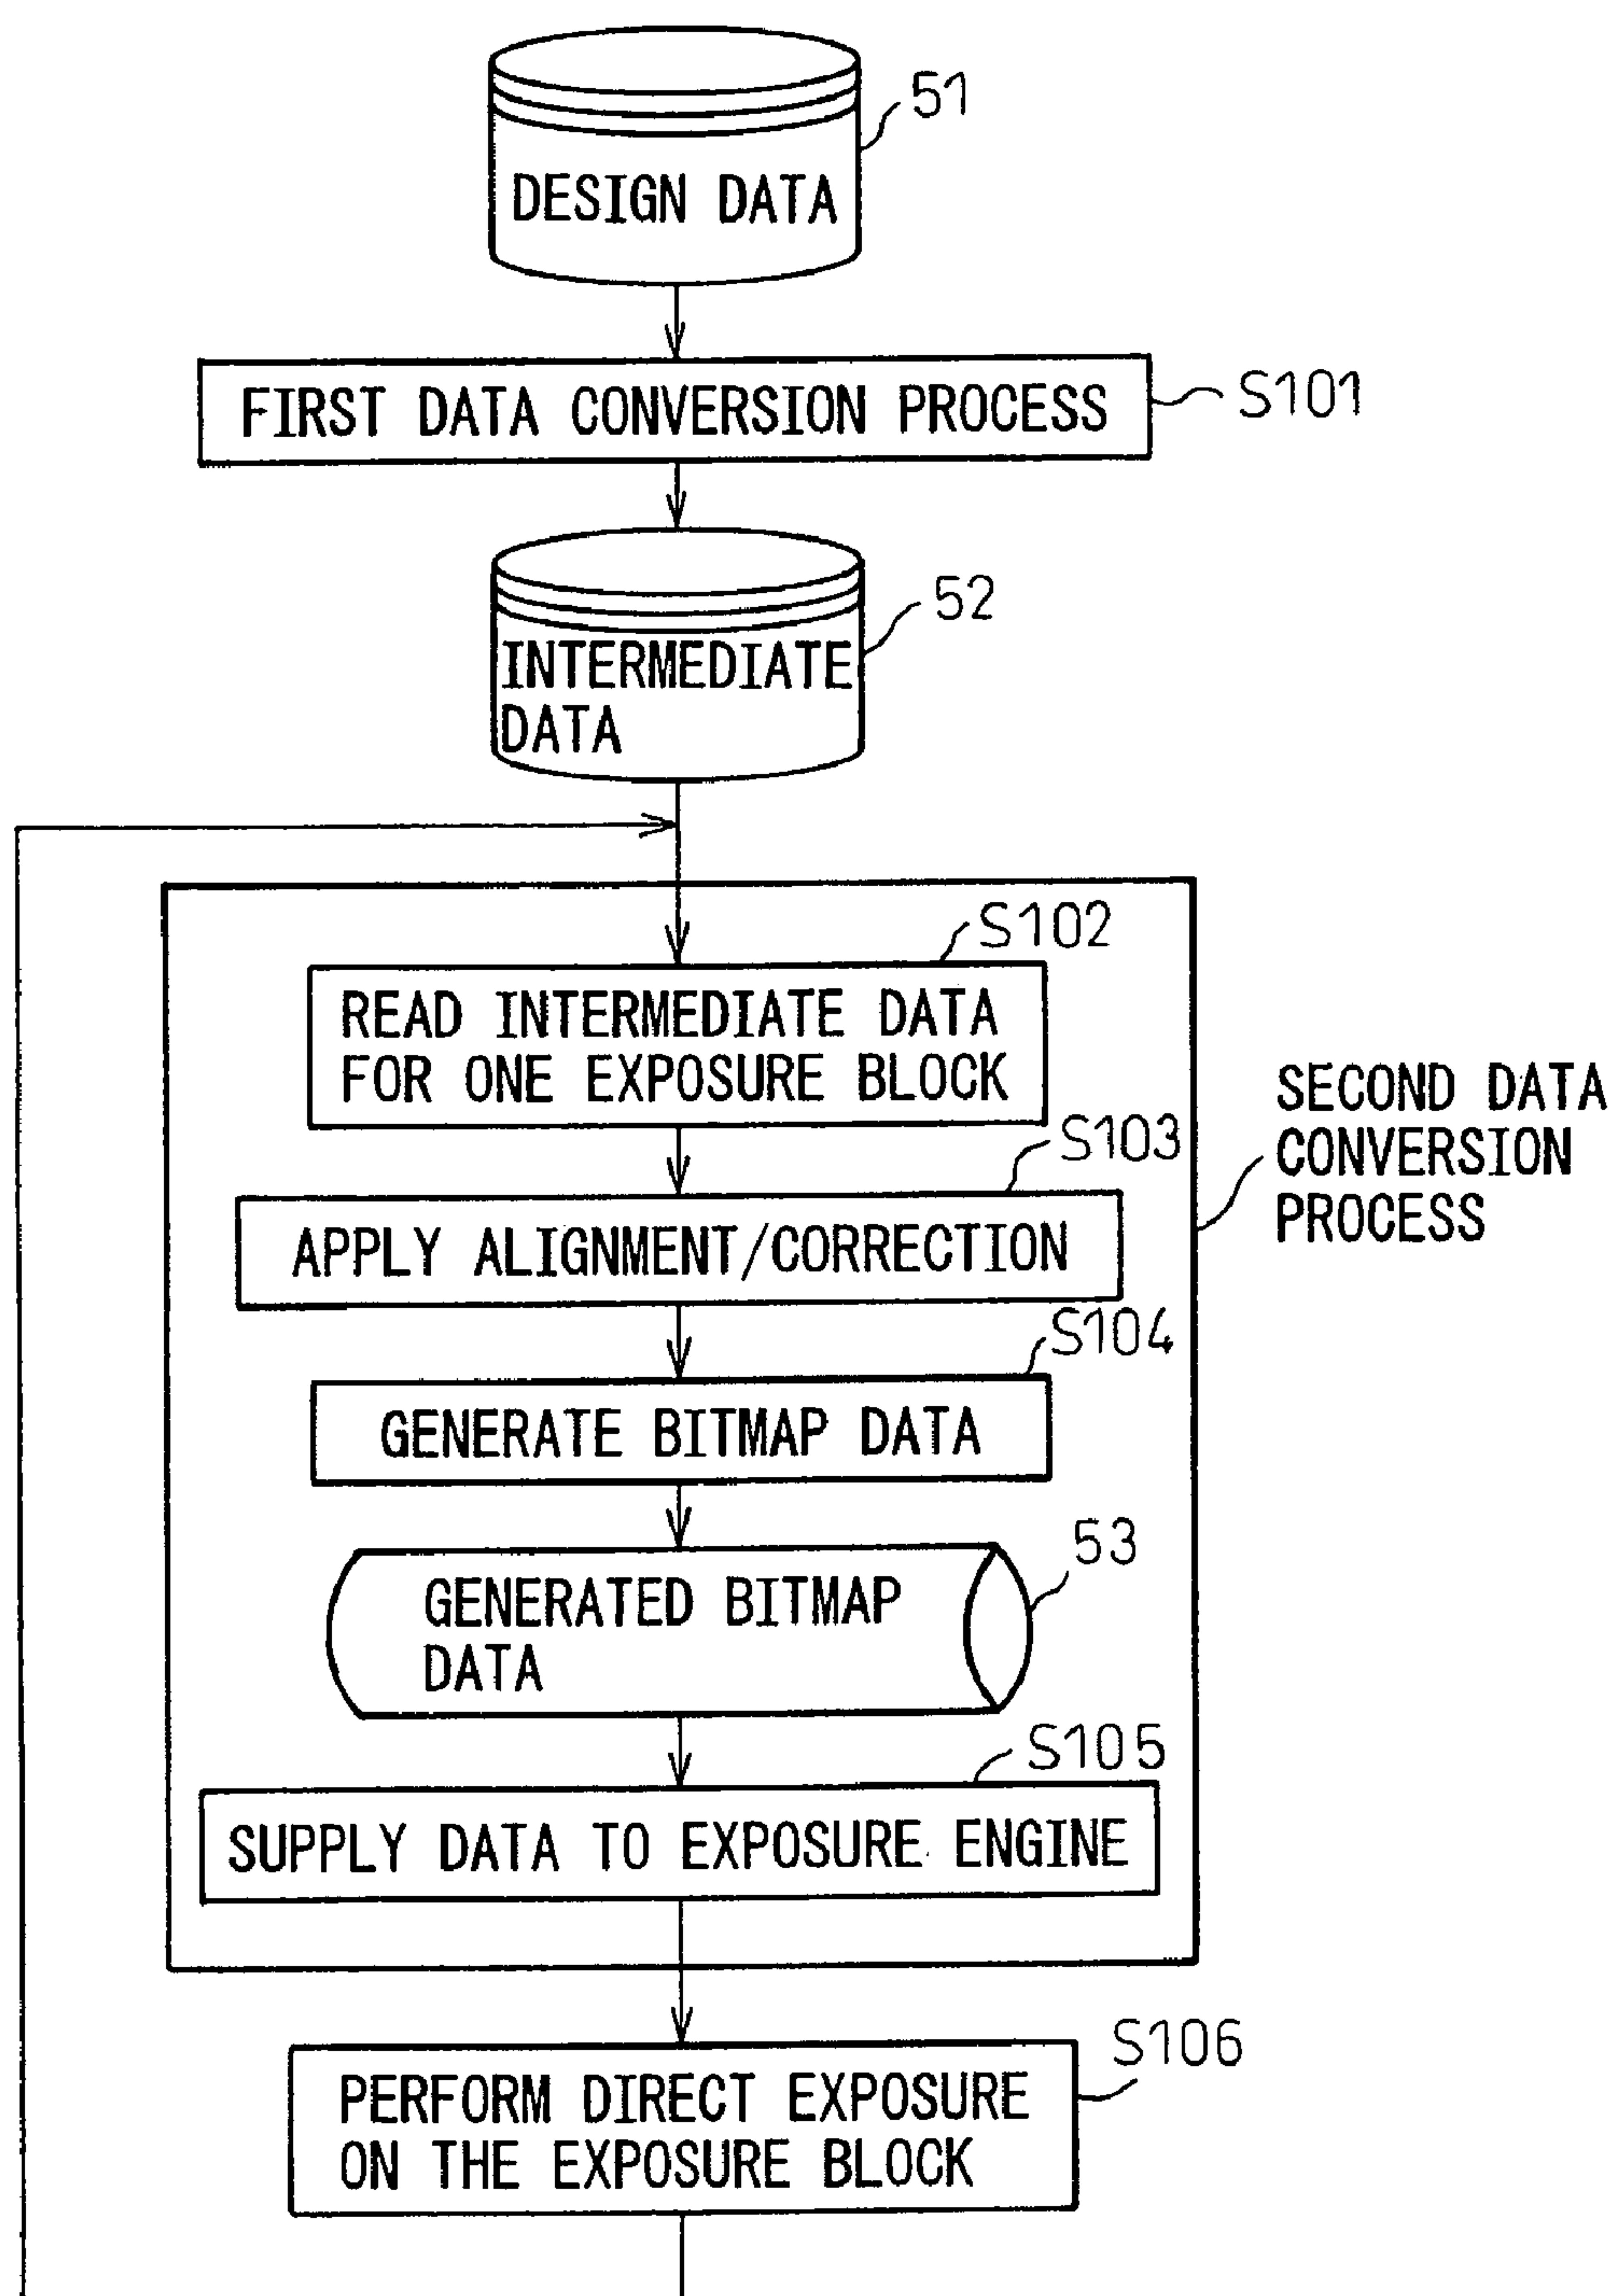 51
DESIGN DATA
FIRST DATA CONVERSION PROCESS
S101
52
INTERMEDIATE
DATA
S102
READ INTERMEDIATE DATA
FOR ONE EXPOSURE BLOCK
SECOND DATA
CONVERSION
PROCESS
S103
APPLY ALIGNMENT/CORRECTION
S104
GENERATE BITMAP DATA
53
GENERATED BITMAP
DATA
S105
SUPPLY DATA TO EXPOSURE ENGINE
S106
PERFORM DIRECT EXPOSURE
ON THE EXPOSURE BLOCK